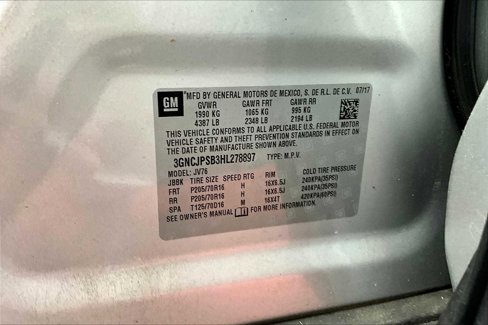 GM
MFD BY GENERAL MOTORS DE MEXICO, S. DE R.L. DE C.V. 07/17
GVWR GAWR FRT GAWR RR
1990 KG 1065 KG 995 KG
4387 LB 2348 LB 2194 LB
THIS VEHICLE CONFORMS TO ALL APPLICABLE U.S. FEDERAL MOTOR
VEHICLE SAFETY AND THEFT PREVENTION STANDARDS IN
EFFECT ON THE DATE OF MANUFACTURE SHOWN ABOVE.
3GNCJPSB3HL278897 TYPE: M.P.V.
MODEL: JV76
JBBK TIRE SIZE SPEED RTG RIM COLD TIRE PRESSURE
FRT P205/70R16 H 16X6.5J 240KPA(35PSI)
RR P205/70R16 H 16X6.5J 240KPA(35PSI)
SPA T125/70D16 M 16X4T 420KPA(60PSI)
SEE OWNER'S MANUAL FOR MORE INFORMATION.